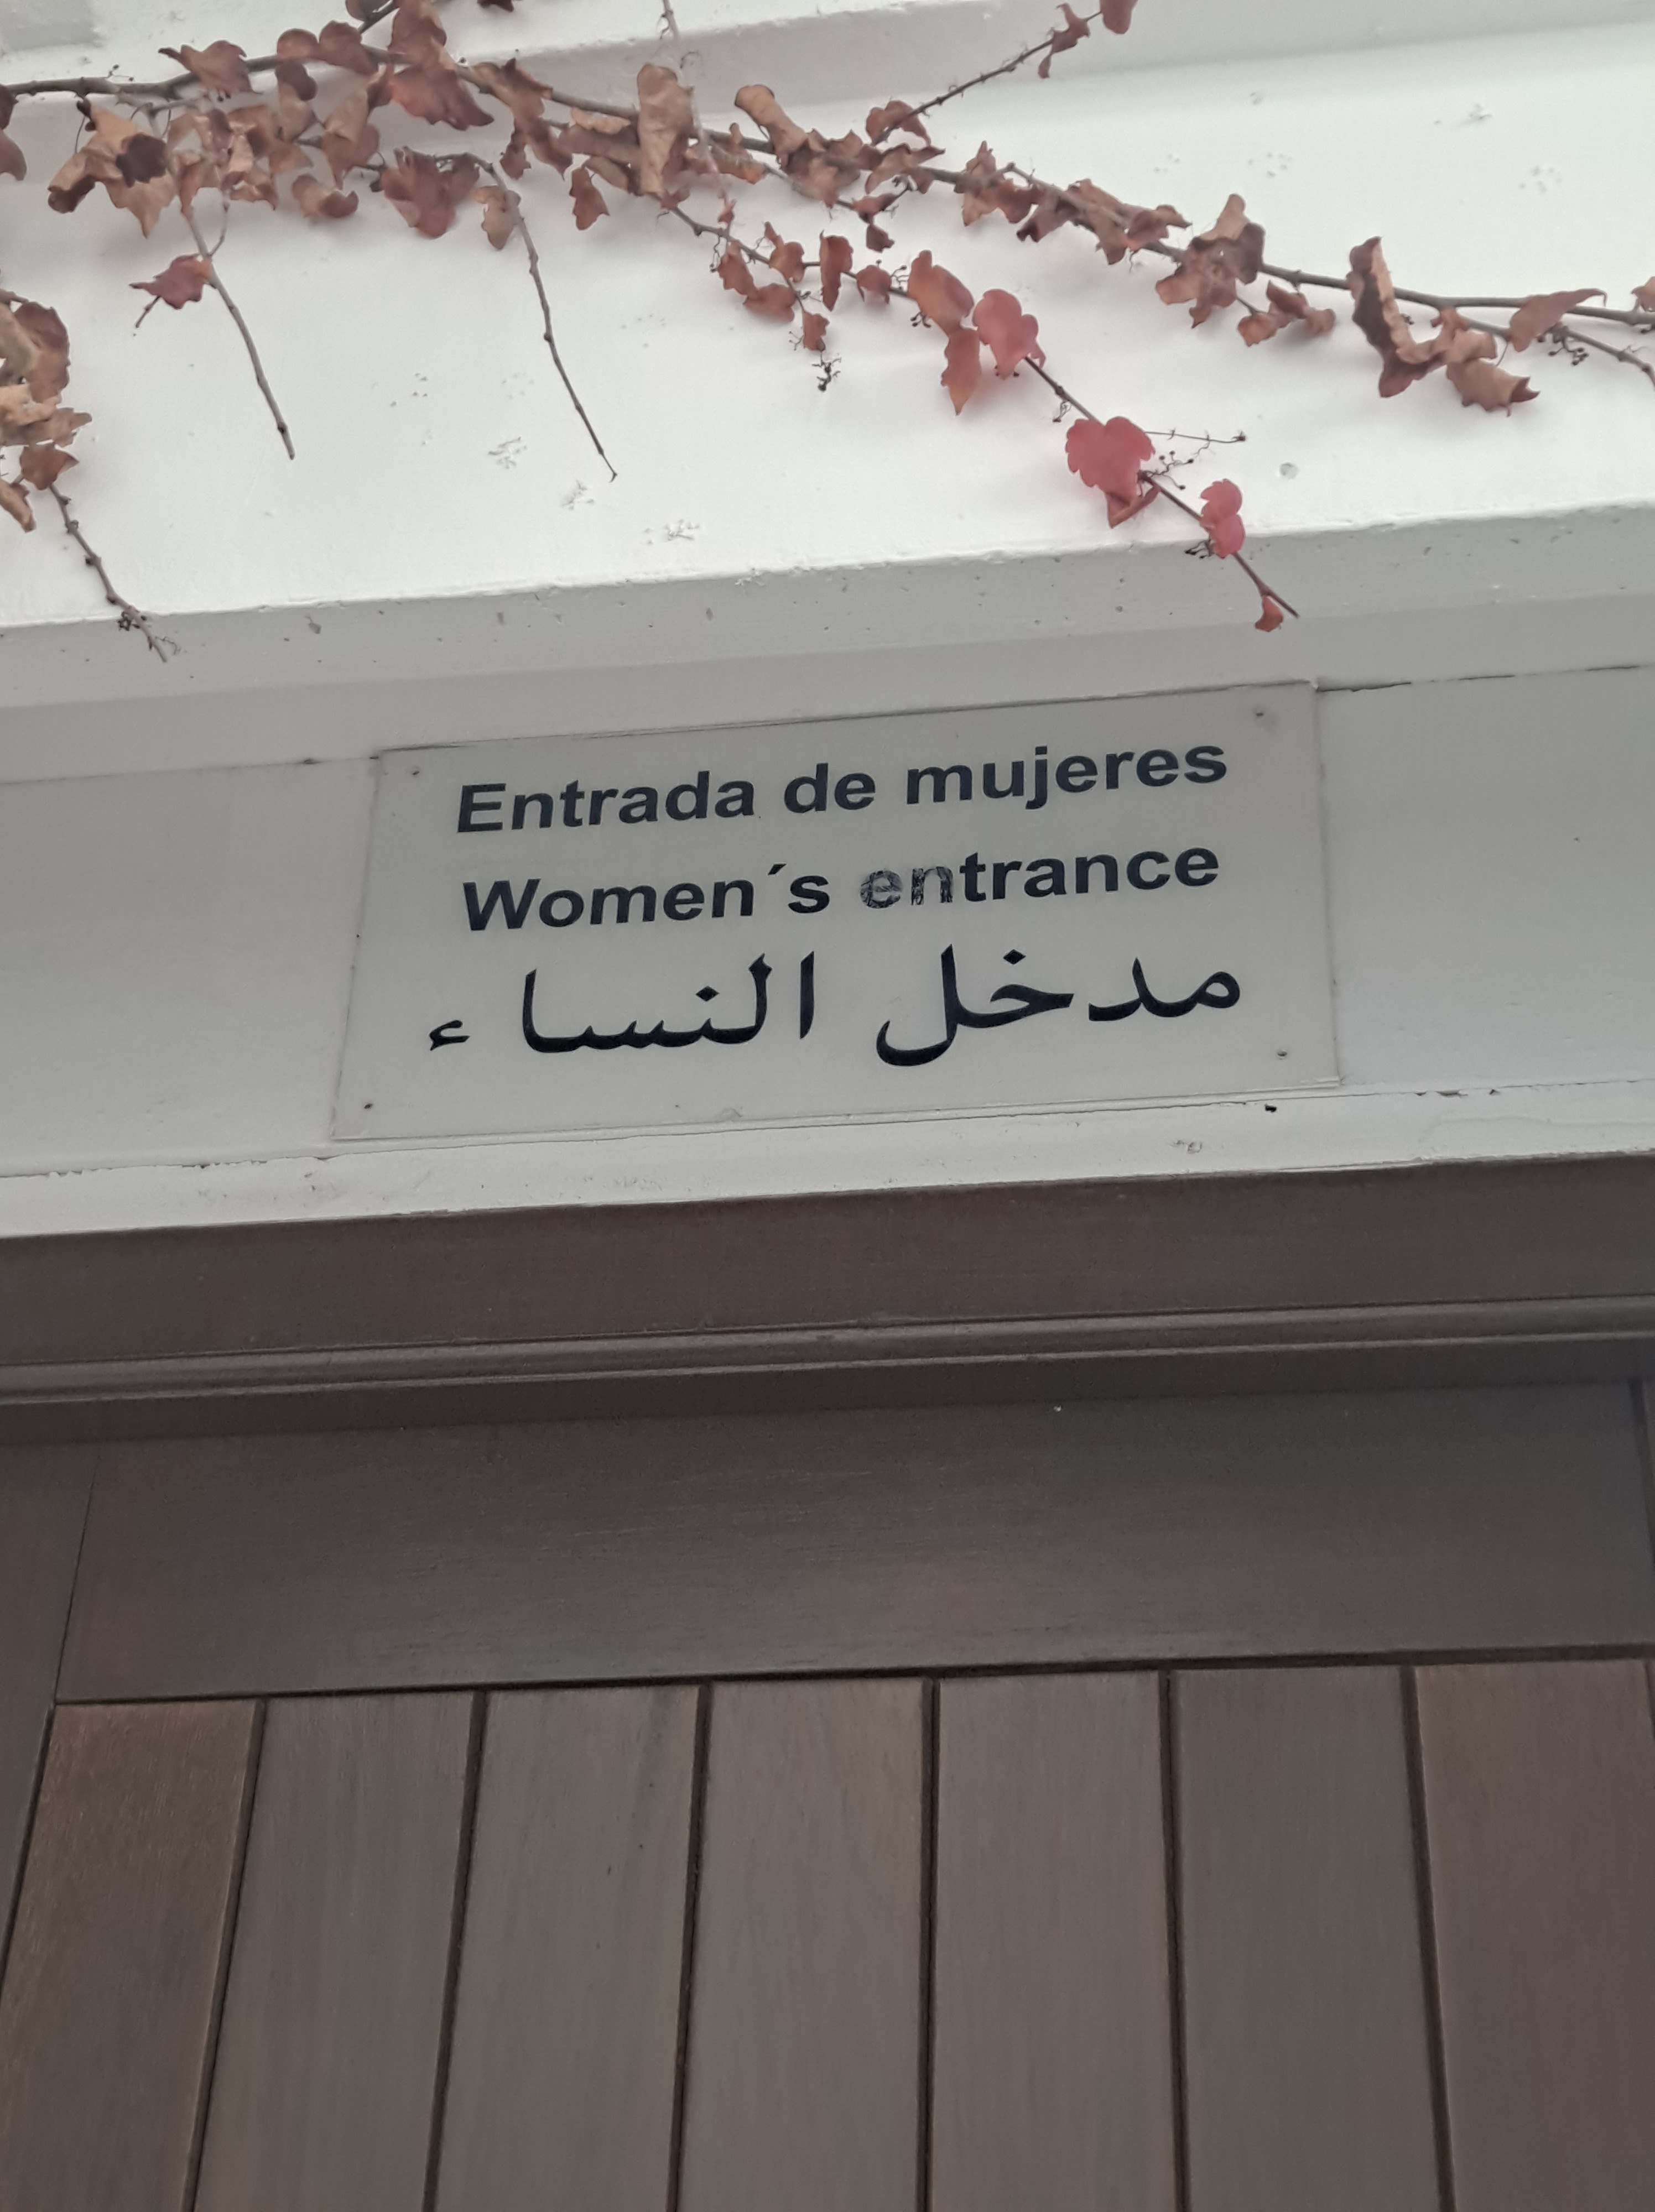 Entrada de mujeres
Women´s entrance
مدخل النساء